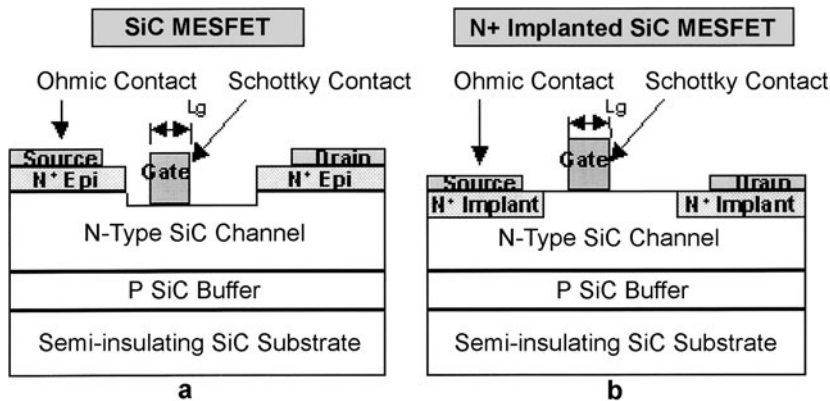 SiC MESFET
Ohmic Contact
Schottky Contact
Lg
Source
Gate
Drain
N+ Epi
N+ Epi
N-Type SiC Channel
P SiC Buffer
Semi-insulating SiC Substrate
a
N+ Implanted SiC MESFET
Ohmic Contact
Schottky Contact
Lg
Gate
Source
Drain
N+ Implant
N+ Implant
N-Type SiC Channel
P SiC Buffer
Semi-insulating SiC Substrate
b